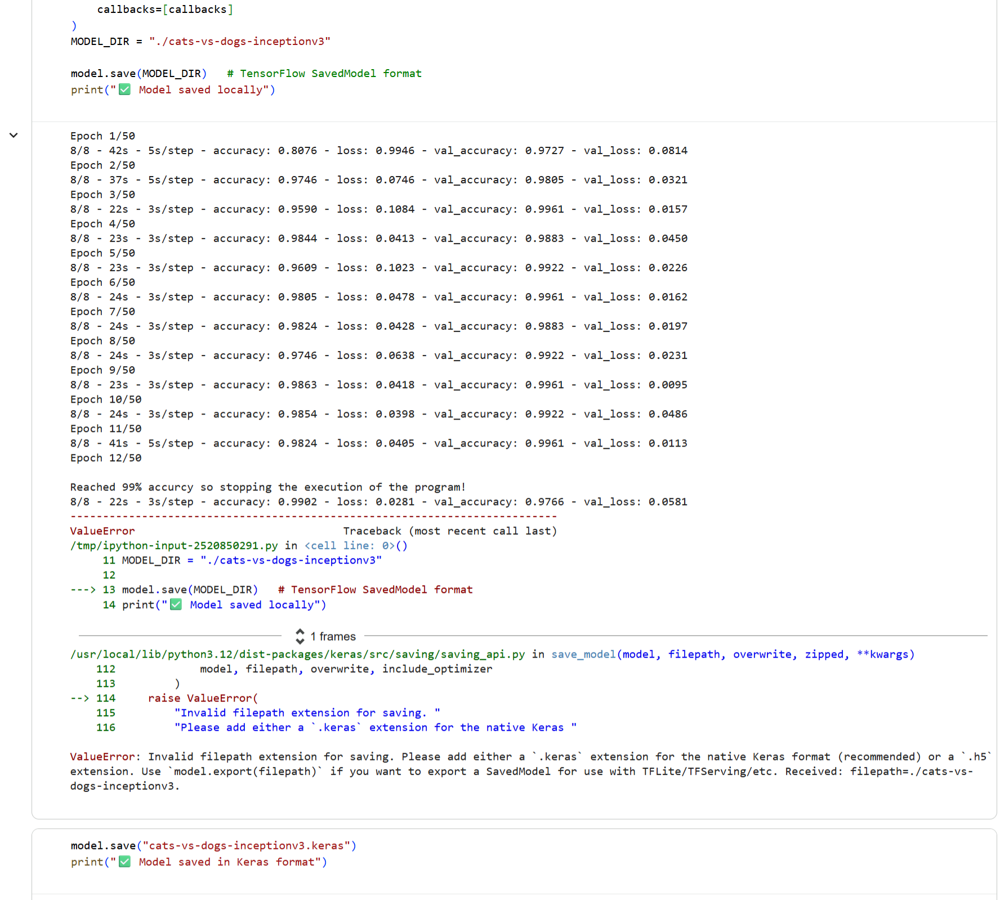 callbacks=[callbacks]
)
MODEL_DIR = "./cats-vs-dogs-inceptionv3"
model.save(MODEL_DIR)   # TensorFlow SavedModel format
print("✅ Model saved locally")
Epoch 1/50
8/8 - 42s - 5s/step - accuracy: 0.8076 - loss: 0.9946 - val_accuracy: 0.9727 - val_loss: 0.0814
Epoch 2/50
8/8 - 37s - 5s/step - accuracy: 0.9746 - loss: 0.0746 - val_accuracy: 0.9805 - val_loss: 0.0321
Epoch 3/50
8/8 - 22s - 3s/step - accuracy: 0.9590 - loss: 0.1084 - val_accuracy: 0.9961 - val_loss: 0.0157
Epoch 4/50
8/8 - 23s - 3s/step - accuracy: 0.9844 - loss: 0.0413 - val_accuracy: 0.9883 - val_loss: 0.0450
Epoch 5/50
8/8 - 23s - 3s/step - accuracy: 0.9609 - loss: 0.1023 - val_accuracy: 0.9922 - val_loss: 0.0226
Epoch 6/50
8/8 - 24s - 3s/step - accuracy: 0.9805 - loss: 0.0478 - val_accuracy: 0.9961 - val_loss: 0.0162
Epoch 7/50
8/8 - 24s - 3s/step - accuracy: 0.9824 - loss: 0.0428 - val_accuracy: 0.9883 - val_loss: 0.0197
Epoch 8/50
8/8 - 24s - 3s/step - accuracy: 0.9746 - loss: 0.0638 - val_accuracy: 0.9922 - val_loss: 0.0231
Epoch 9/50
8/8 - 23s - 3s/step - accuracy: 0.9863 - loss: 0.0418 - val_accuracy: 0.9961 - val_loss: 0.0095
Epoch 10/50
8/8 - 24s - 3s/step - accuracy: 0.9854 - loss: 0.0398 - val_accuracy: 0.9922 - val_loss: 0.0486
Epoch 11/50
8/8 - 41s - 5s/step - accuracy: 0.9824 - loss: 0.0405 - val_accuracy: 0.9961 - val_loss: 0.0113
Epoch 12/50
Reached 99% accurcy so stopping the execution of the program!
8/8 - 22s - 3s/step - accuracy: 0.9902 - loss: 0.0281 - val_accuracy: 0.9766 - val_loss: 0.0581
---------------------------------------------------------------------------
ValueError                                Traceback (most recent call last)
/tmp/ipython-input-2520850291.py in <cell line: 0>()
     11 MODEL_DIR = "./cats-vs-dogs-inceptionv3"
     12
---> 13 model.save(MODEL_DIR)   # TensorFlow SavedModel format
     14 print("✅ Model saved locally")
1 frames
/usr/local/lib/python3.12/dist-packages/keras/src/saving/saving_api.py in save_model(model, filepath, overwrite, zipped, **kwargs)
    112             model, filepath, overwrite, include_optimizer
    113         )
--> 114     raise ValueError(
    115         "Invalid filepath extension for saving. "
    116         "Please add either a `.keras` extension for the native Keras "
ValueError: Invalid filepath extension for saving. Please add either a `.keras` extension for the native Keras format (recommended) or a `.h5`
extension. Use `model.export(filepath)` if you want to export a SavedModel for use with TFLite/TFServing/etc. Received: filepath=./cats-vs-
dogs-inceptionv3.
model.save("cats-vs-dogs-inceptionv3.keras")
print("✅ Model saved in Keras format")